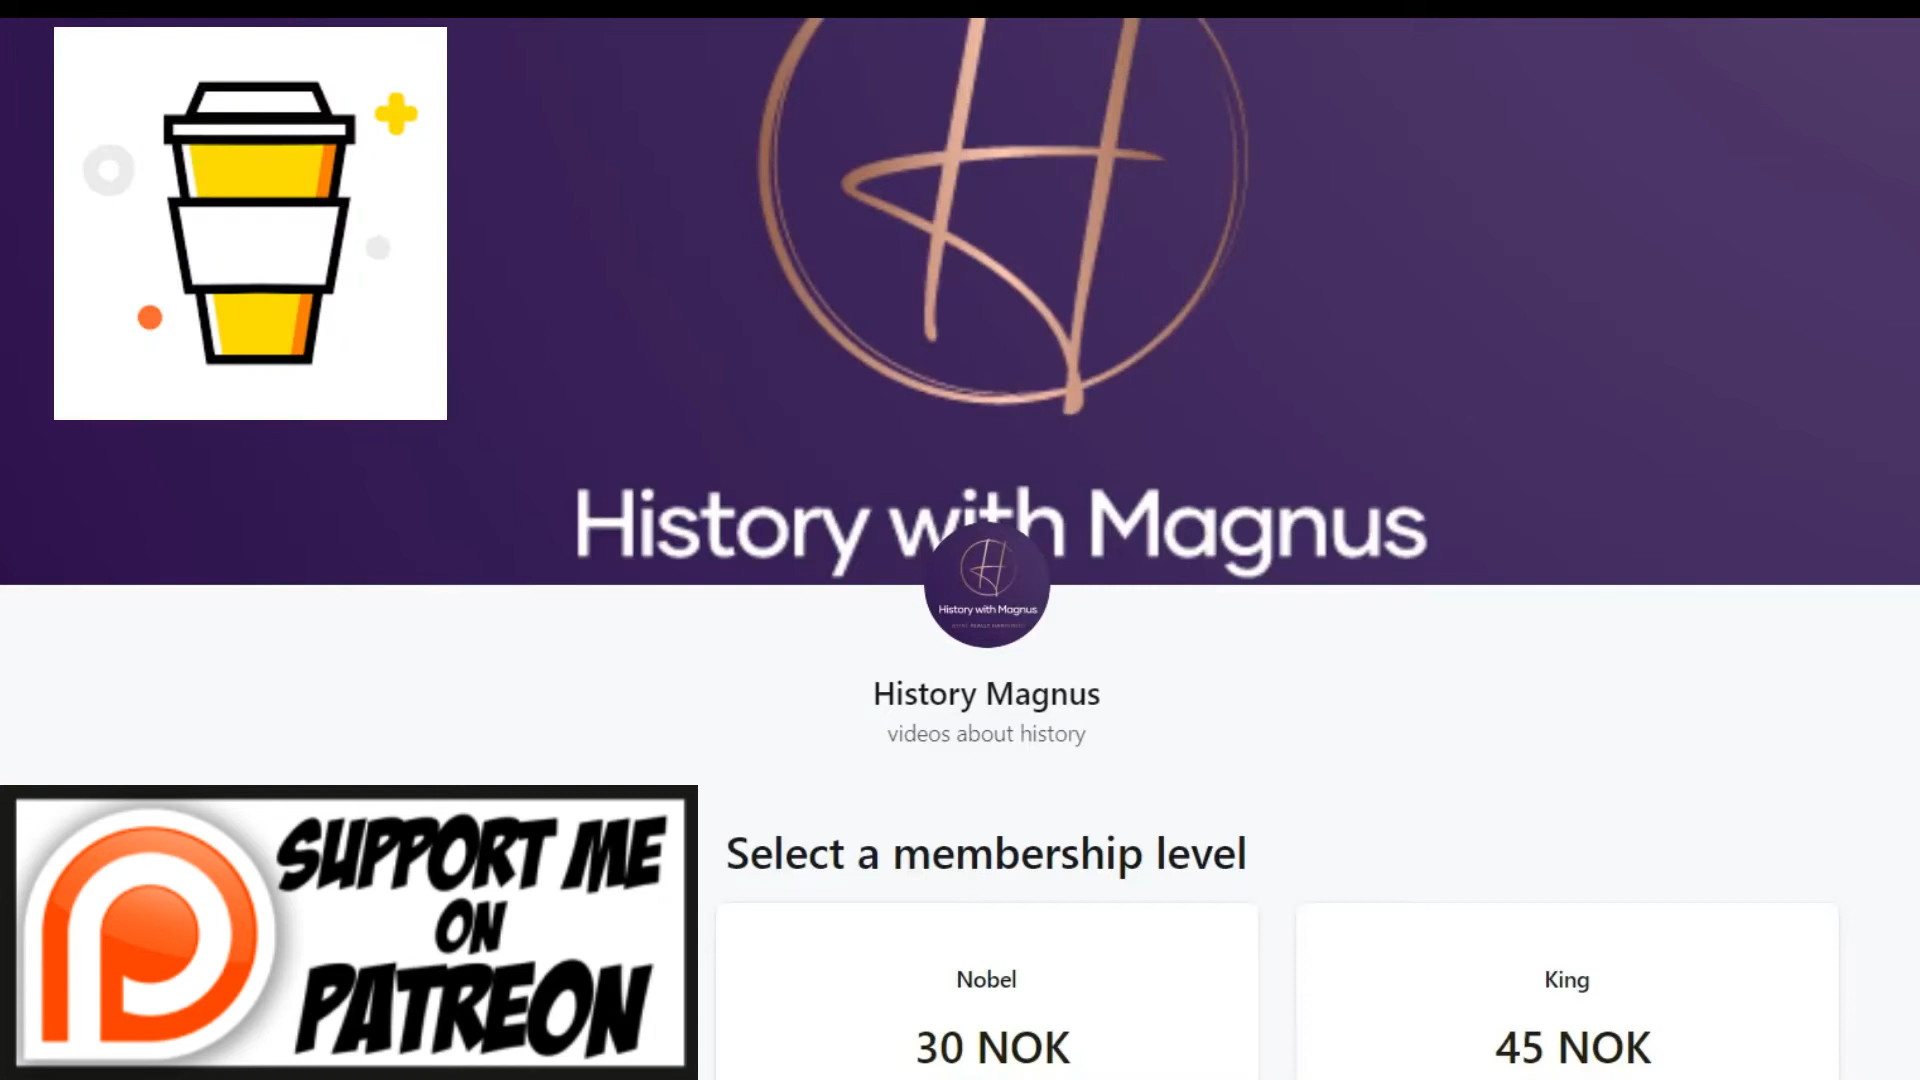 History with Magnus
History with Magnus
History Magnus
videos about history
SUPPORT ME
ON
PATREON
Select a membership level
Nobel
30 NOK
King
45 NOK